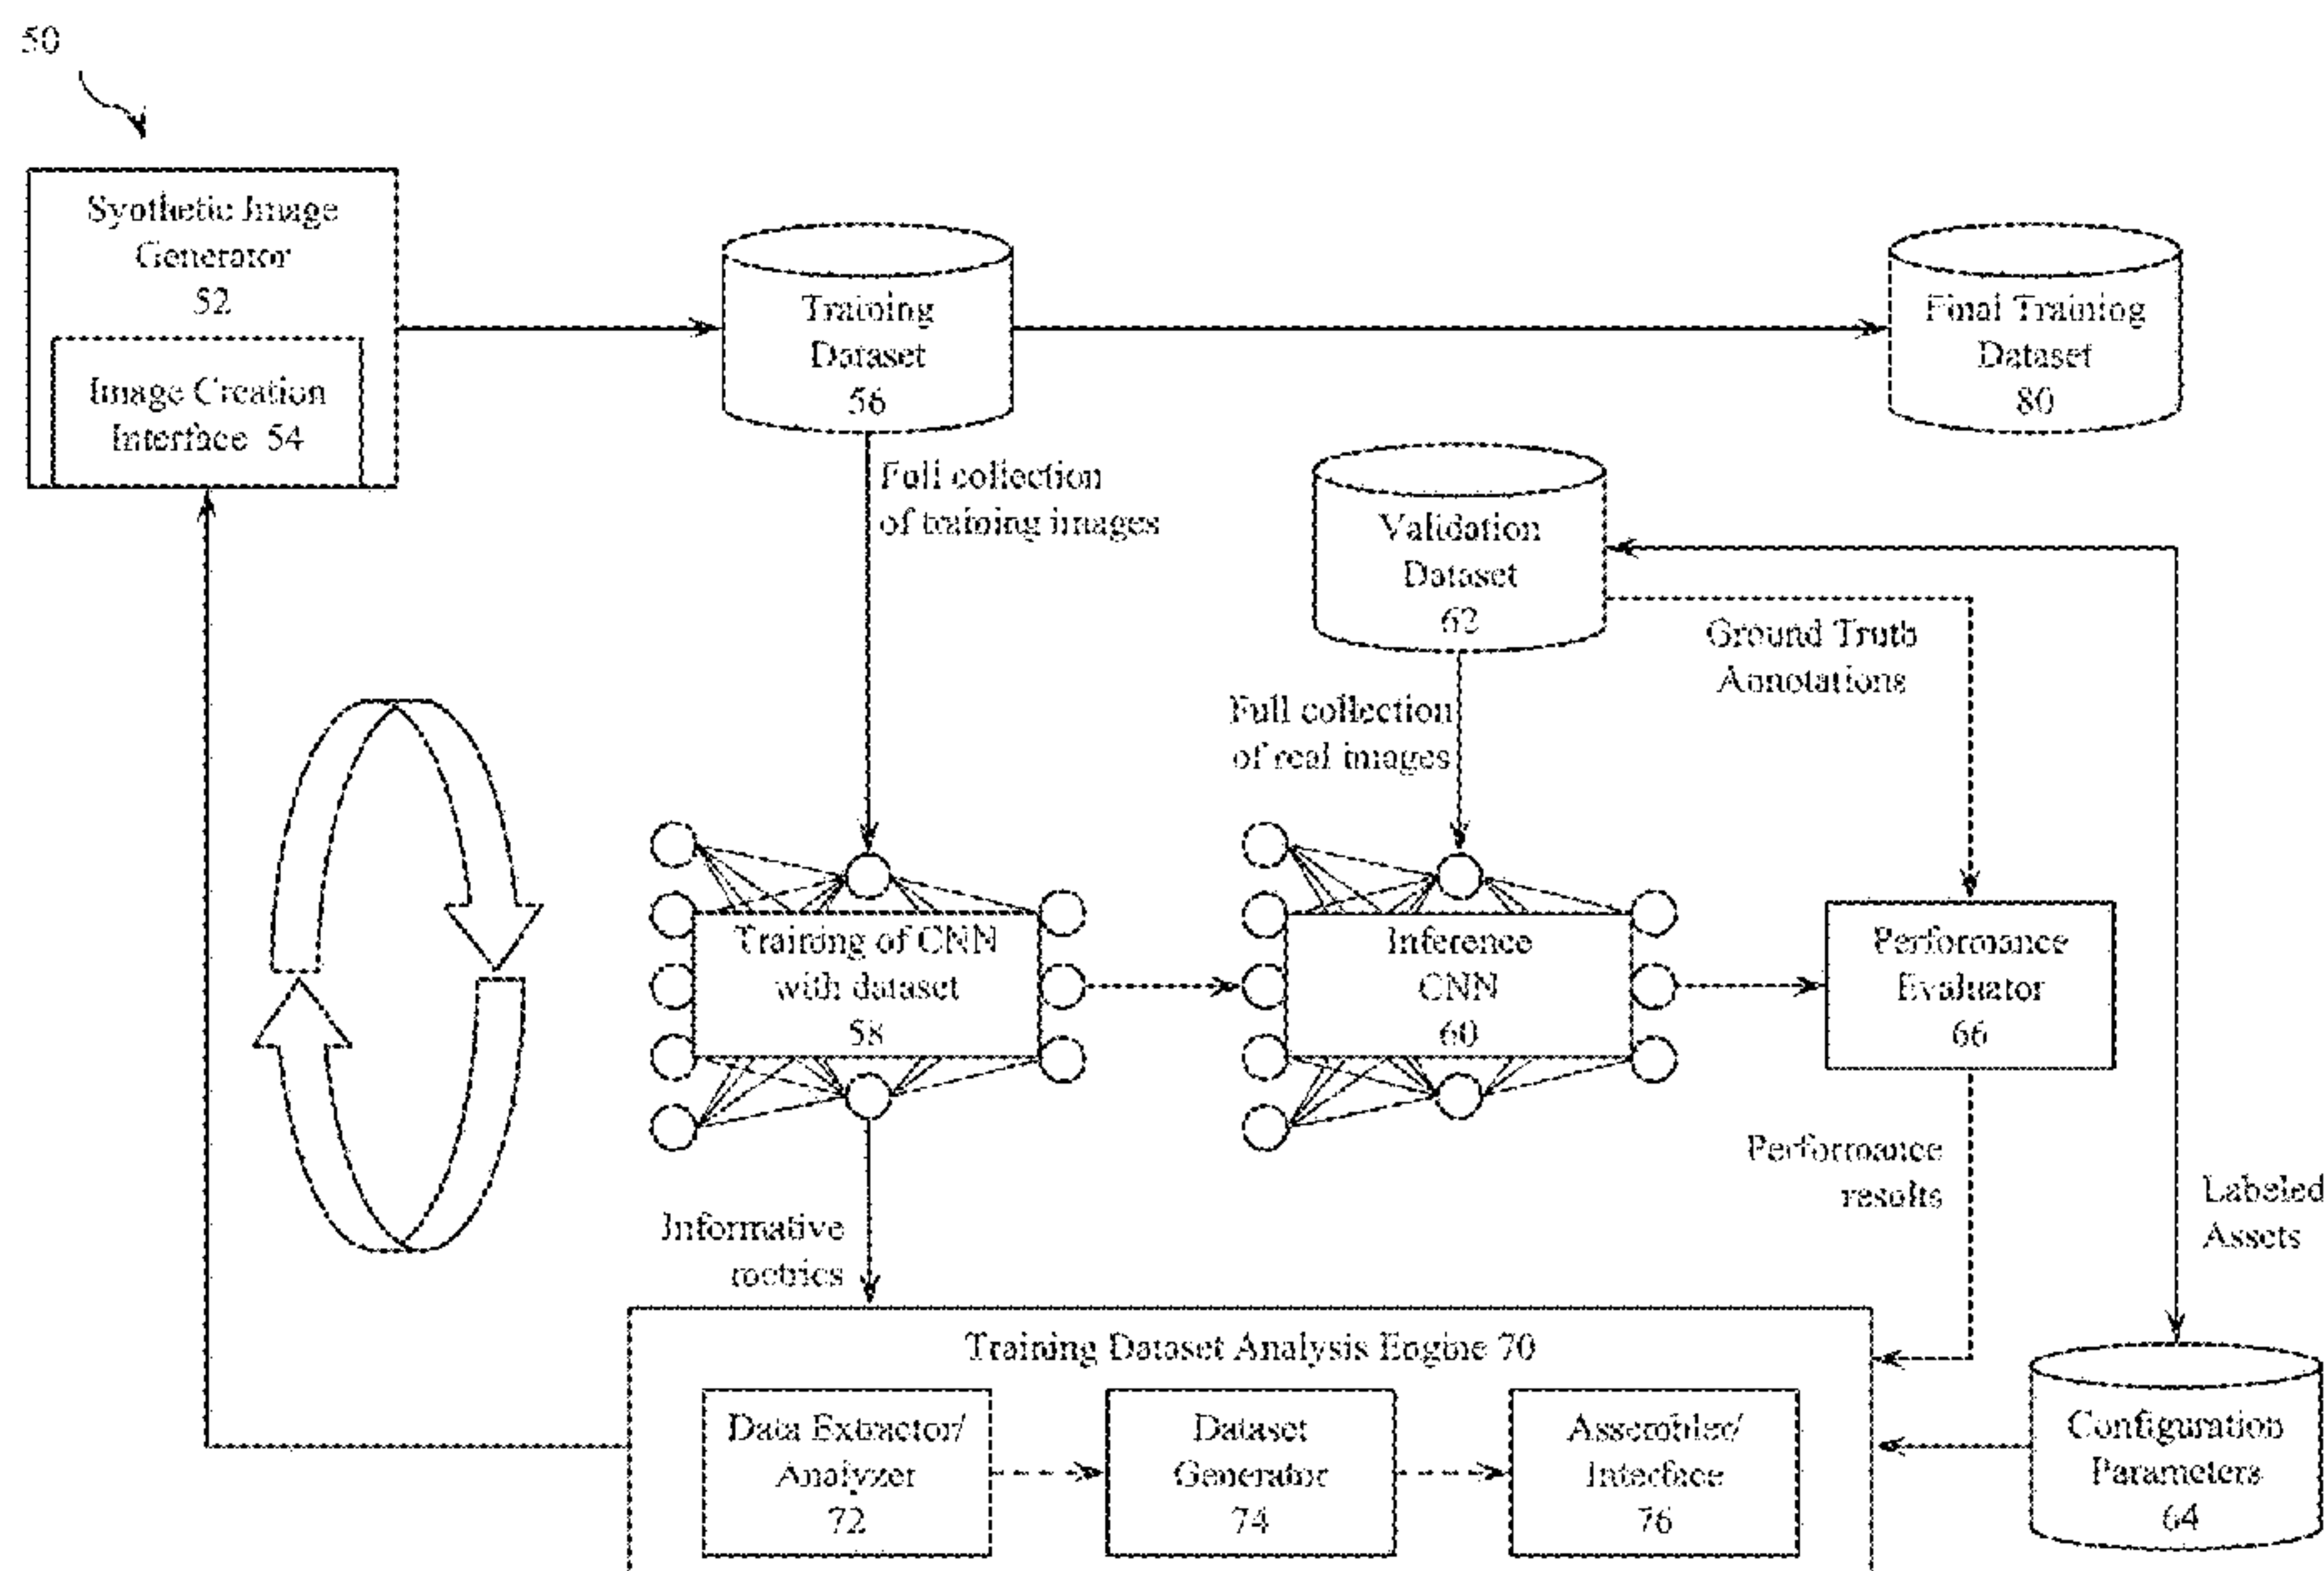 50
Synthetic Image
Generator
52
Image Creation
Interface 54
Training
Dataset
56
Final Training
Dataset
80
Full collection
of training images
Validation
Dataset
62
Ground Truth
Annotations
Full collection
of real images
Training of CNN
with dataset
58
Inference
CNN
60
Performance
Evaluator
66
Performance
results
Labeled
Assets
Informative
metrics
Training Dataset Analysis Engine 70
Data Extractor/
Analyzer
72
Dataset
Generator
74
Assembler/
Interface
76
Configuration
Parameters
64